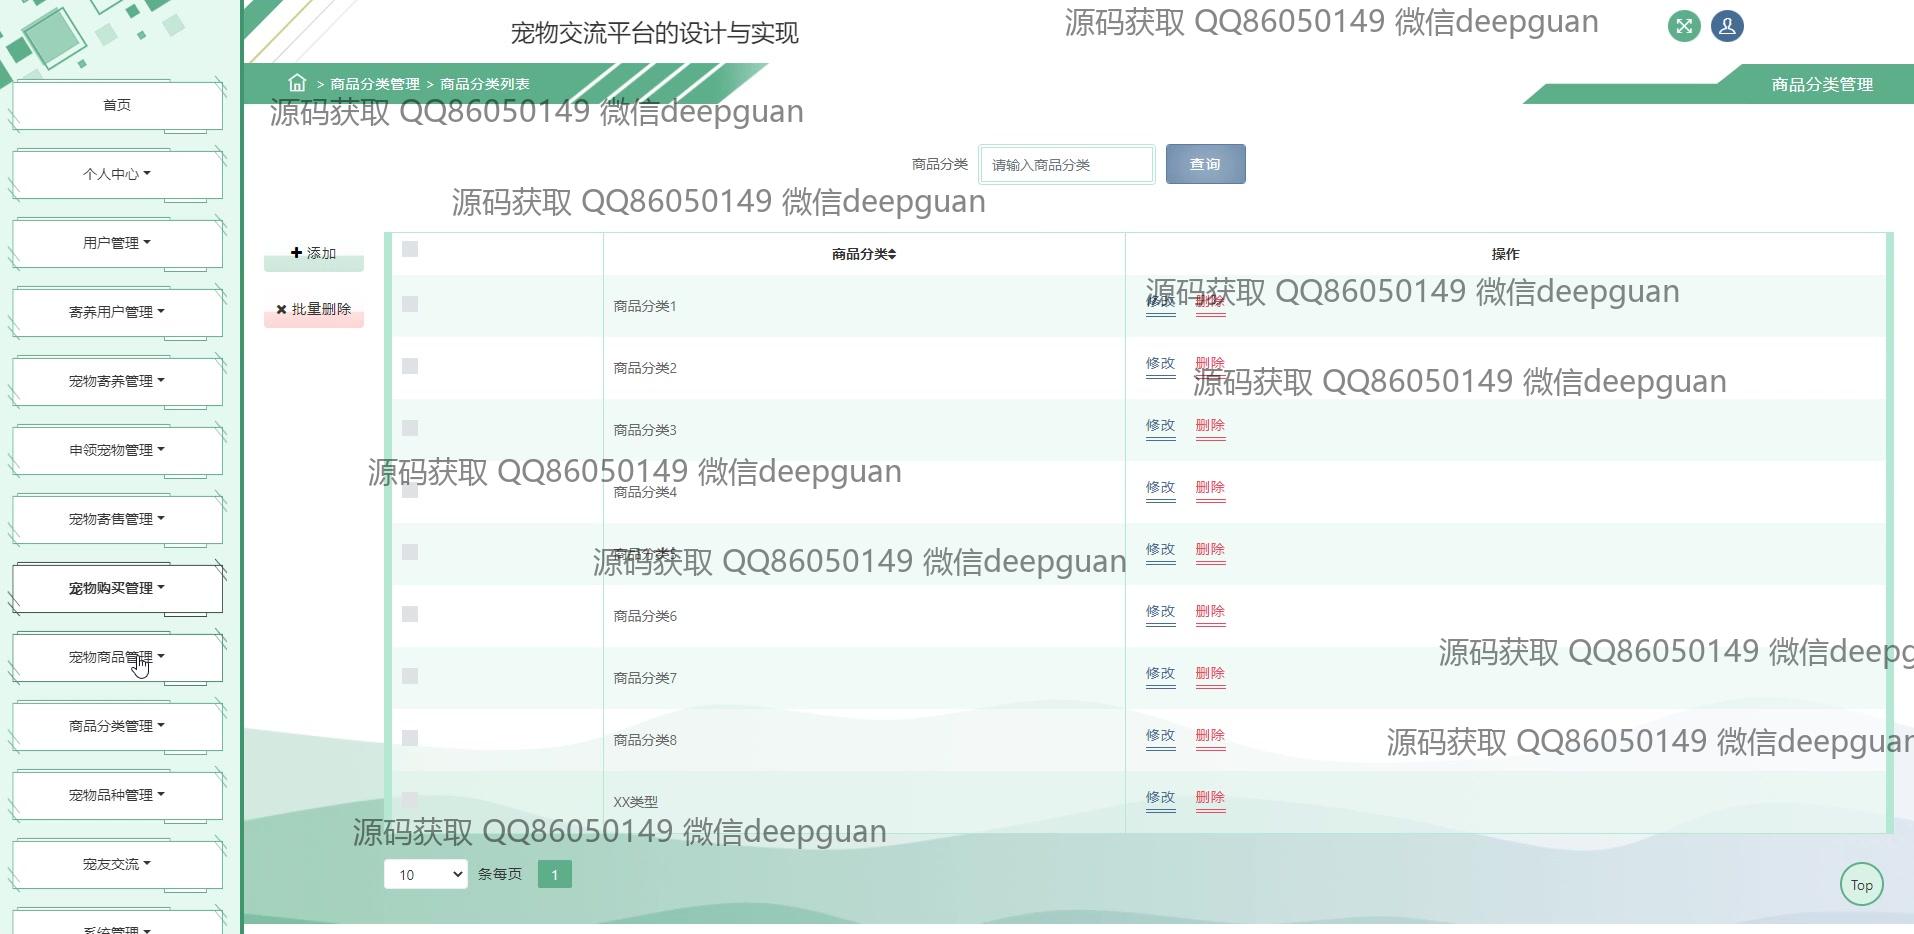 宠物交流平台的设计与实现
源码获取 QQ86050149 微信deepguan
> 商品分类管理 > 商品分类列表
商品分类管理
源码获取 QQ86050149 微信deepguan
首页
个人中心
用户管理
寄养用户管理
宠物寄养管理
申领宠物管理
宠物寄售管理
宠物购买管理
宠物商品管理
商品分类管理
宠物品种管理
宠友交流
系统管理
商品分类 请输入商品分类 查询
源码获取 QQ86050149 微信deepguan
添加
批量删除
商品分类 操作
商品分类1 修改 删除
源码获取 QQ86050149 微信deepguan
商品分类2 修改 删除
源码获取 QQ86050149 微信deepguan
商品分类3 修改 删除
源码获取 QQ86050149 微信deepguan
商品分类4 修改 删除
商品分类5 修改 删除
源码获取 QQ86050149 微信deepguan
商品分类6 修改 删除
源码获取 QQ86050149 微信deepg
商品分类7 修改 删除
商品分类8 修改 删除
源码获取 QQ86050149 微信deepguan
XX类型 修改 删除
源码获取 QQ86050149 微信deepguan
10 条每页 1
Top